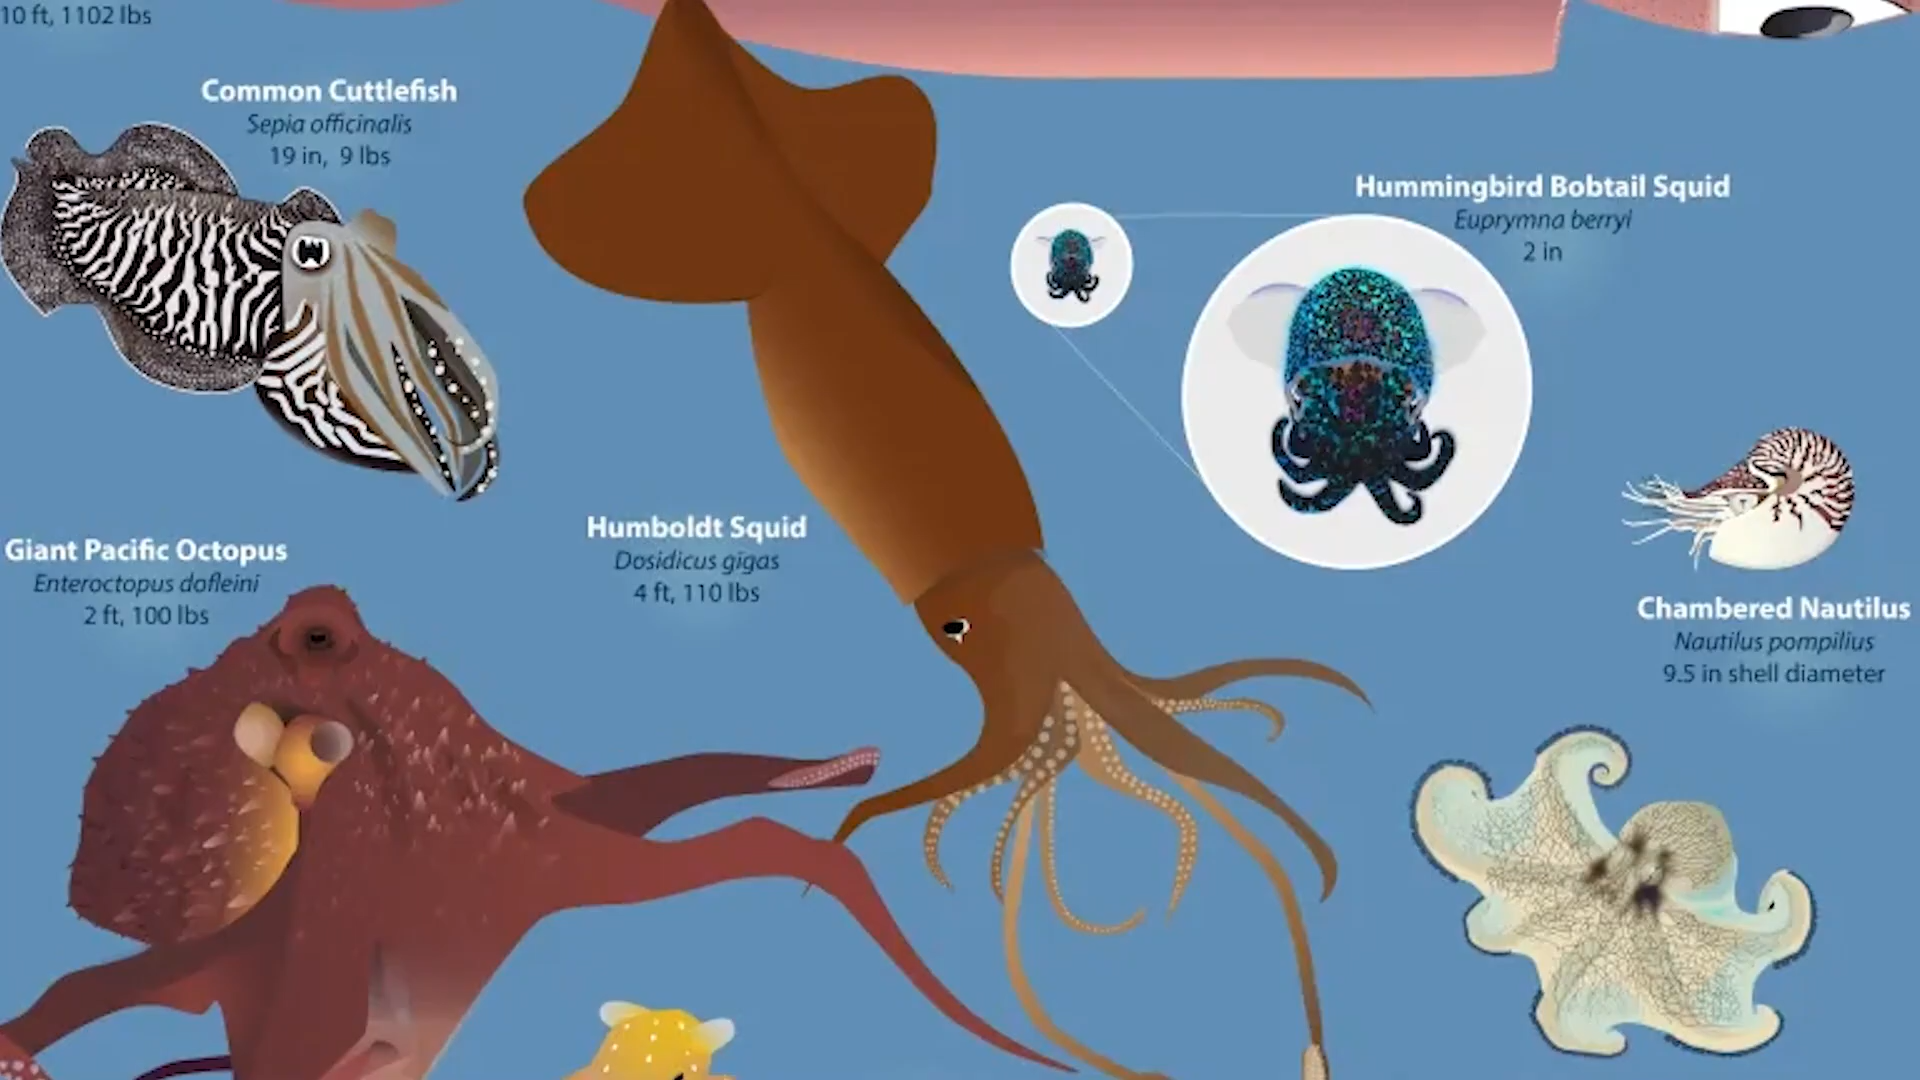 10 ft, 1102 lbs
Common Cuttlefish
Sepia officinalis
19 in, 9 lbs
Hummingbird Bobtail Squid
Euprymna berryi
2 in
Humboldt Squid
Dosidicus gigas
4 ft, 110 lbs
Giant Pacific Octopus
Enteroctopus dofleini
2 ft, 100 lbs
Chambered Nautilus
Nautilus pompilius
9.5 in shell diameter